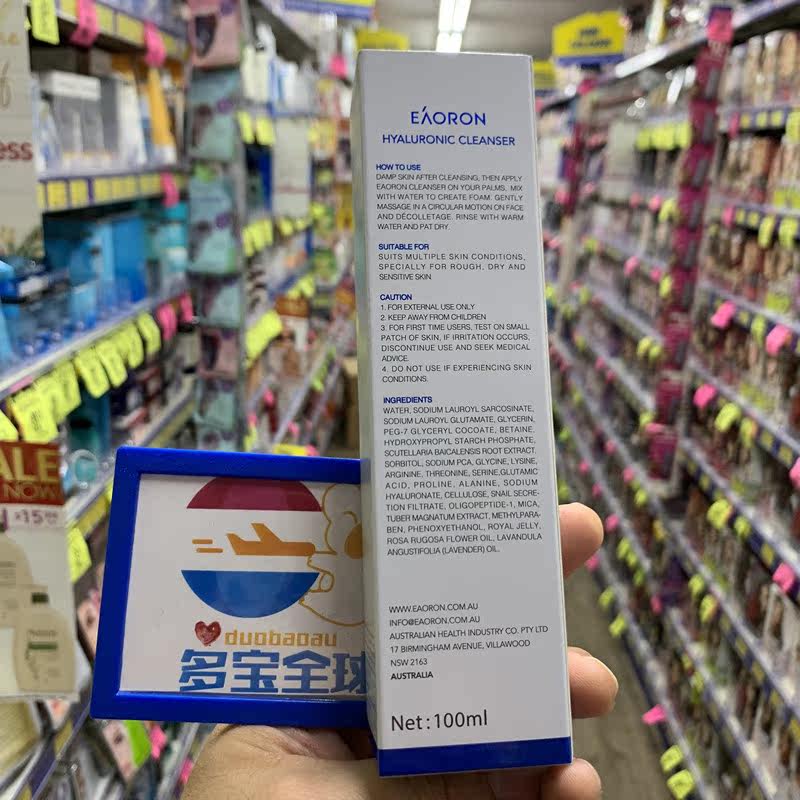 EÁORON
HYALURONIC CLEANSER
HOW TO USE
DAMP SKIN AFTER CLEANSING, THEN APPLY
EAORON CLEANSER ON YOUR PALMS. MIX
WITH WATER TO CREATE FOAM. GENTLY
MASSAGE IN A CIRCULAR MOTION ON FACE
AND DÉCOLLETAGE. RINSE WITH WARM
WATER AND PAT DRY.
SUITABLE FOR
SUITS MULTIPLE SKIN CONDITIONS,
SPECIALLY FOR ROUGH, DRY AND
SENSITIVE SKIN
CAUTION
1. FOR EXTERNAL USE ONLY
2. KEEP AWAY FROM CHILDREN
3. FOR FIRST TIME USERS, TEST ON SMALL
PATCH OF SKIN, IF IRRITATION OCCURS,
DISCONTINUE USE AND SEEK MEDICAL
ADVICE.
4. DO NOT USE IF EXPERIENCING SKIN
CONDITIONS.
INGREDIENTS
WATER, SODIUM LAUROYL SARCOSINATE,
SODIUM LAUROYL GLUTAMATE, GLYCERIN,
PEG-7 GLYCERYL COCOATE, BETAINE,
HYDROXYPROPYL STARCH PHOSPHATE,
SCUTELLARIA BAICALENSIS ROOT EXTRACT,
SORBITOL, SODIUM PCA, GLYCINE, LYSINE,
ARGININE, THREONINE, SERINE,GLUTAMIC
ACID, PROLINE, ALANINE, SODIUM
HYALURONATE, CELLULOSE, SNAIL SECRE-
TION FILTRATE, OLIGOPEPTIDE-1, MICA,
TUBER MAGNATUM EXTRACT, METHYLPARA-
BEN, PHENOXYETHANOL, ROYAL JELLY,
ROSA RUGOSA FLOWER OIL, LAVANDULA
ANGUSTIFOLIA (LAVENDER) OIL.
WWW.EAORON.COM.AU
INFO@EAORON.COM.AU
AUSTRALIAN HEALTH INDUSTRY CO. PTY LTD
17 BIRMINGHAM AVENUE, VILLAWOOD
NSW 2163
AUSTRALIA
Net:100ml
duobaoau
多宝全球
ALE
NOW!